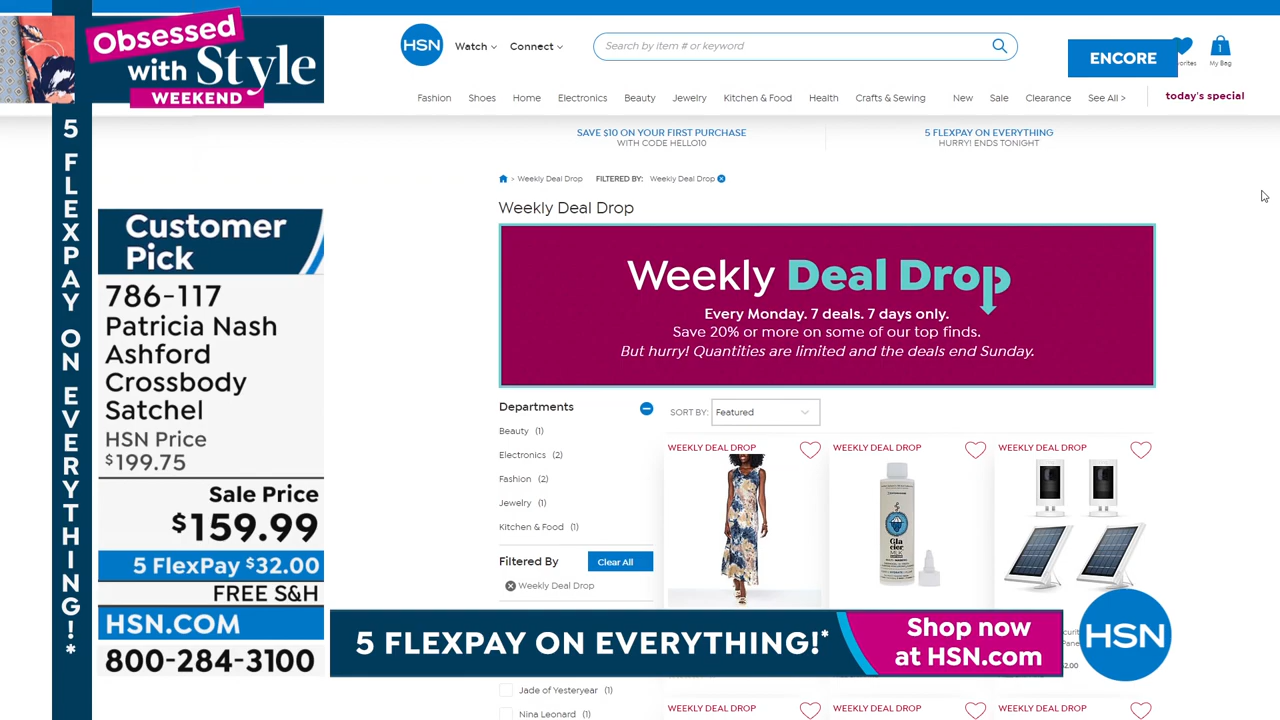 Obsessed
with Style
WEEKEND
5 FLEXPAY ON EVERYTHING!*
Customer
Pick
786-117
Patricia Nash
Ashford
Crossbody
Satchel
HSN Price
$199.75
Sale Price
$159.99
5 FlexPay $32.00
FREE S&H
HSN.COM
800-284-3100
HSN
Watch
Connect
Search by item # or keyword
ENCORE
1
My Bag
Fashion Shoes Home Electronics Beauty Jewelry Kitchen & Food Health Crafts & Sewing New Sale Clearance See All > today's special
SAVE $10 ON YOUR FIRST PURCHASE
WITH CODE HELLO10
5 FLEXPAY ON EVERYTHING
HURRY! ENDS TONIGHT
> Weekly Deal Drop FILTERED BY: Weekly Deal Drop
Weekly Deal Drop
Weekly Deal Drop
Every Monday. 7 deals. 7 days only.
Save 20% or more on some of our top finds.
But hurry! Quantities are limited and the deals end Sunday.
Departments
Beauty (1)
Electronics (2)
Fashion (2)
Jewelry (1)
Kitchen & Food (1)
Filtered By
Clear All
Weekly Deal Drop
SORT BY: Featured
WEEKLY DEAL DROP
WEEKLY DEAL DROP
WEEKLY DEAL DROP
Gla
cier
5 FLEXPAY ON EVERYTHING!*
Shop now
at HSN.com
HSN
Jade of Yesteryear (1)
Nina Leonard (1)
WEEKLY DEAL DROP
WEEKLY DEAL DROP
WEEKLY DEAL DROP